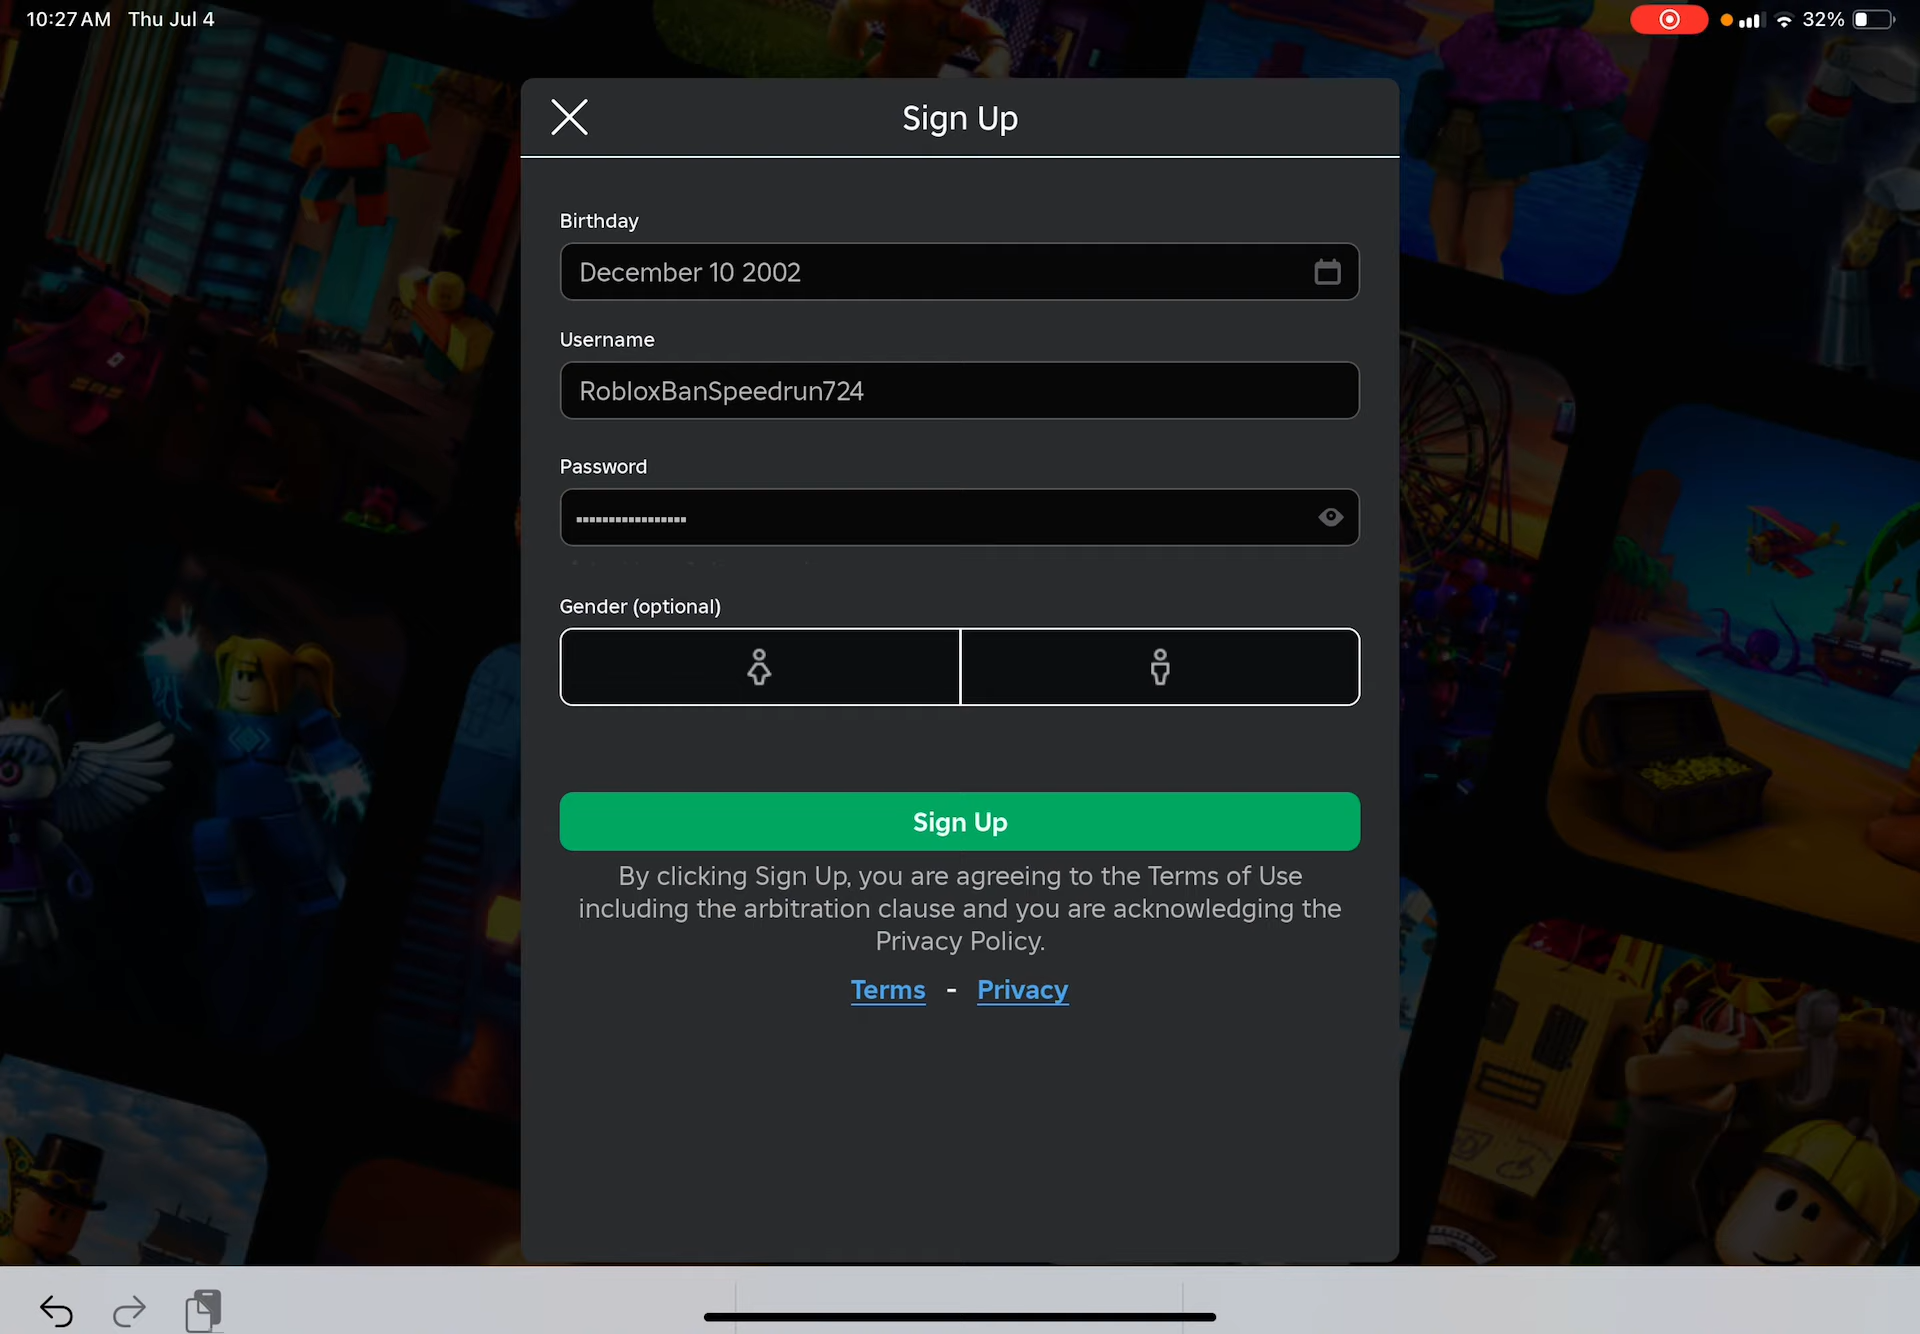 10:27 AM Thu Jul 4
32%
Sign Up
Birthday
December 10 2002
Username
RobloxBanSpeedrun724
Password
Gender (optional)
Sign Up
By clicking Sign Up, you are agreeing to the Terms of Use
including the arbitration clause and you are acknowledging the
Privacy Policy.
Terms - Privacy